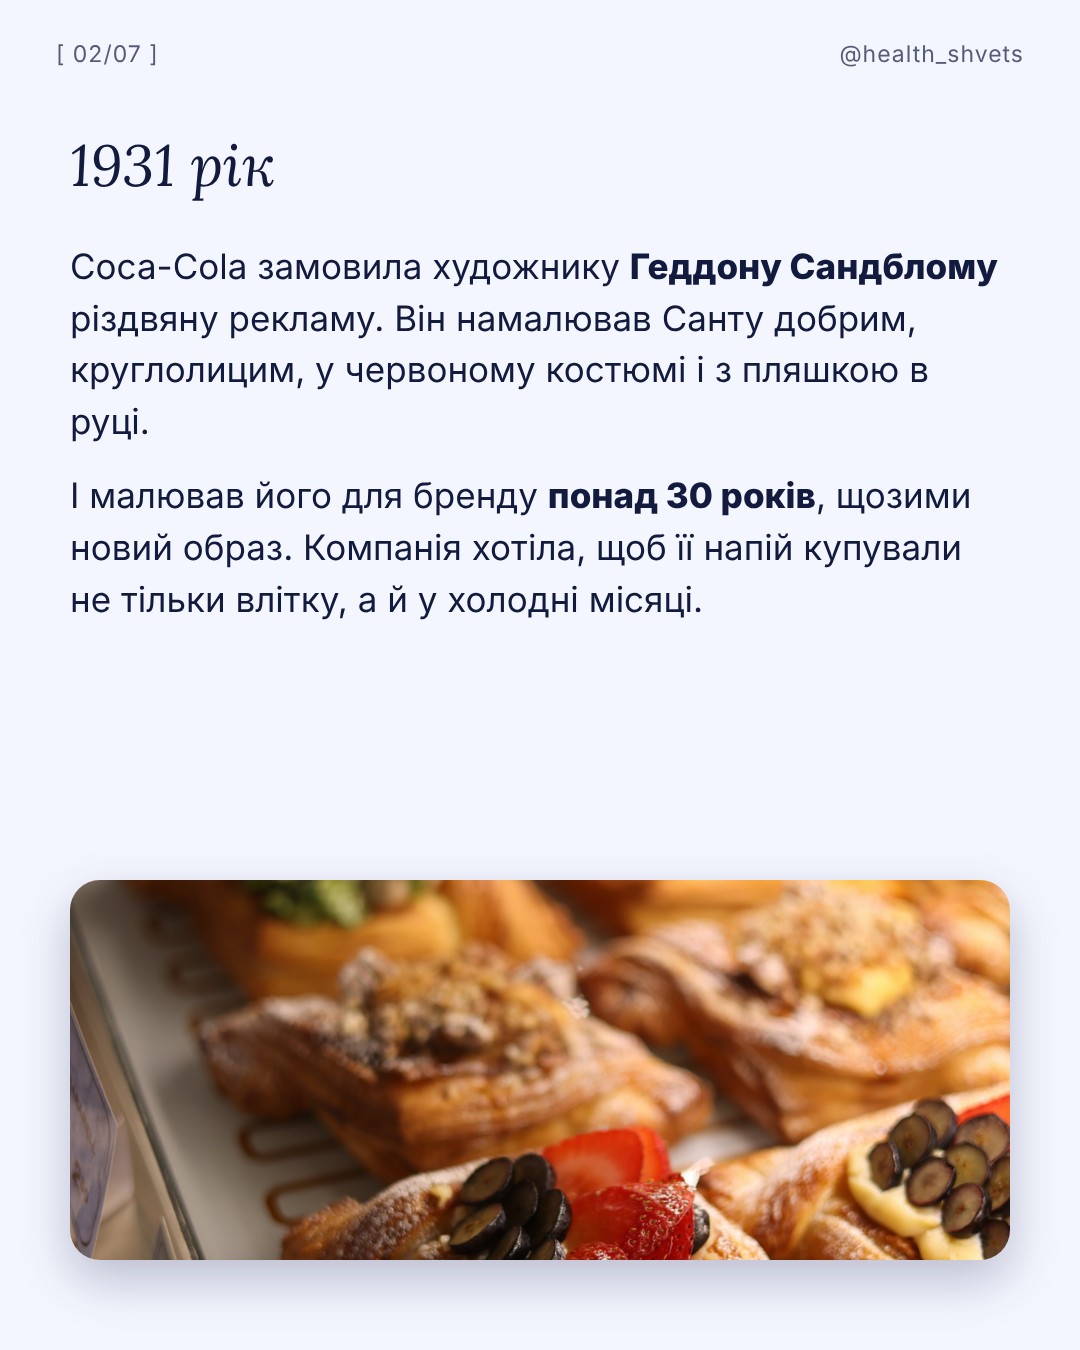 [ 02/07 ]
@health_shvets
1931 рік
Coca-Cola замовила художнику Геддону Сандблому
різдвяну рекламу. Він намалював Санту добрим,
круглолицим, у червоному костюмі і з пляшкою в
руці.
І малював його для бренду понад 30 років, щозими
новий образ. Компанія хотіла, щоб її напій купували
не тільки влітку, а й у холодні місяці.